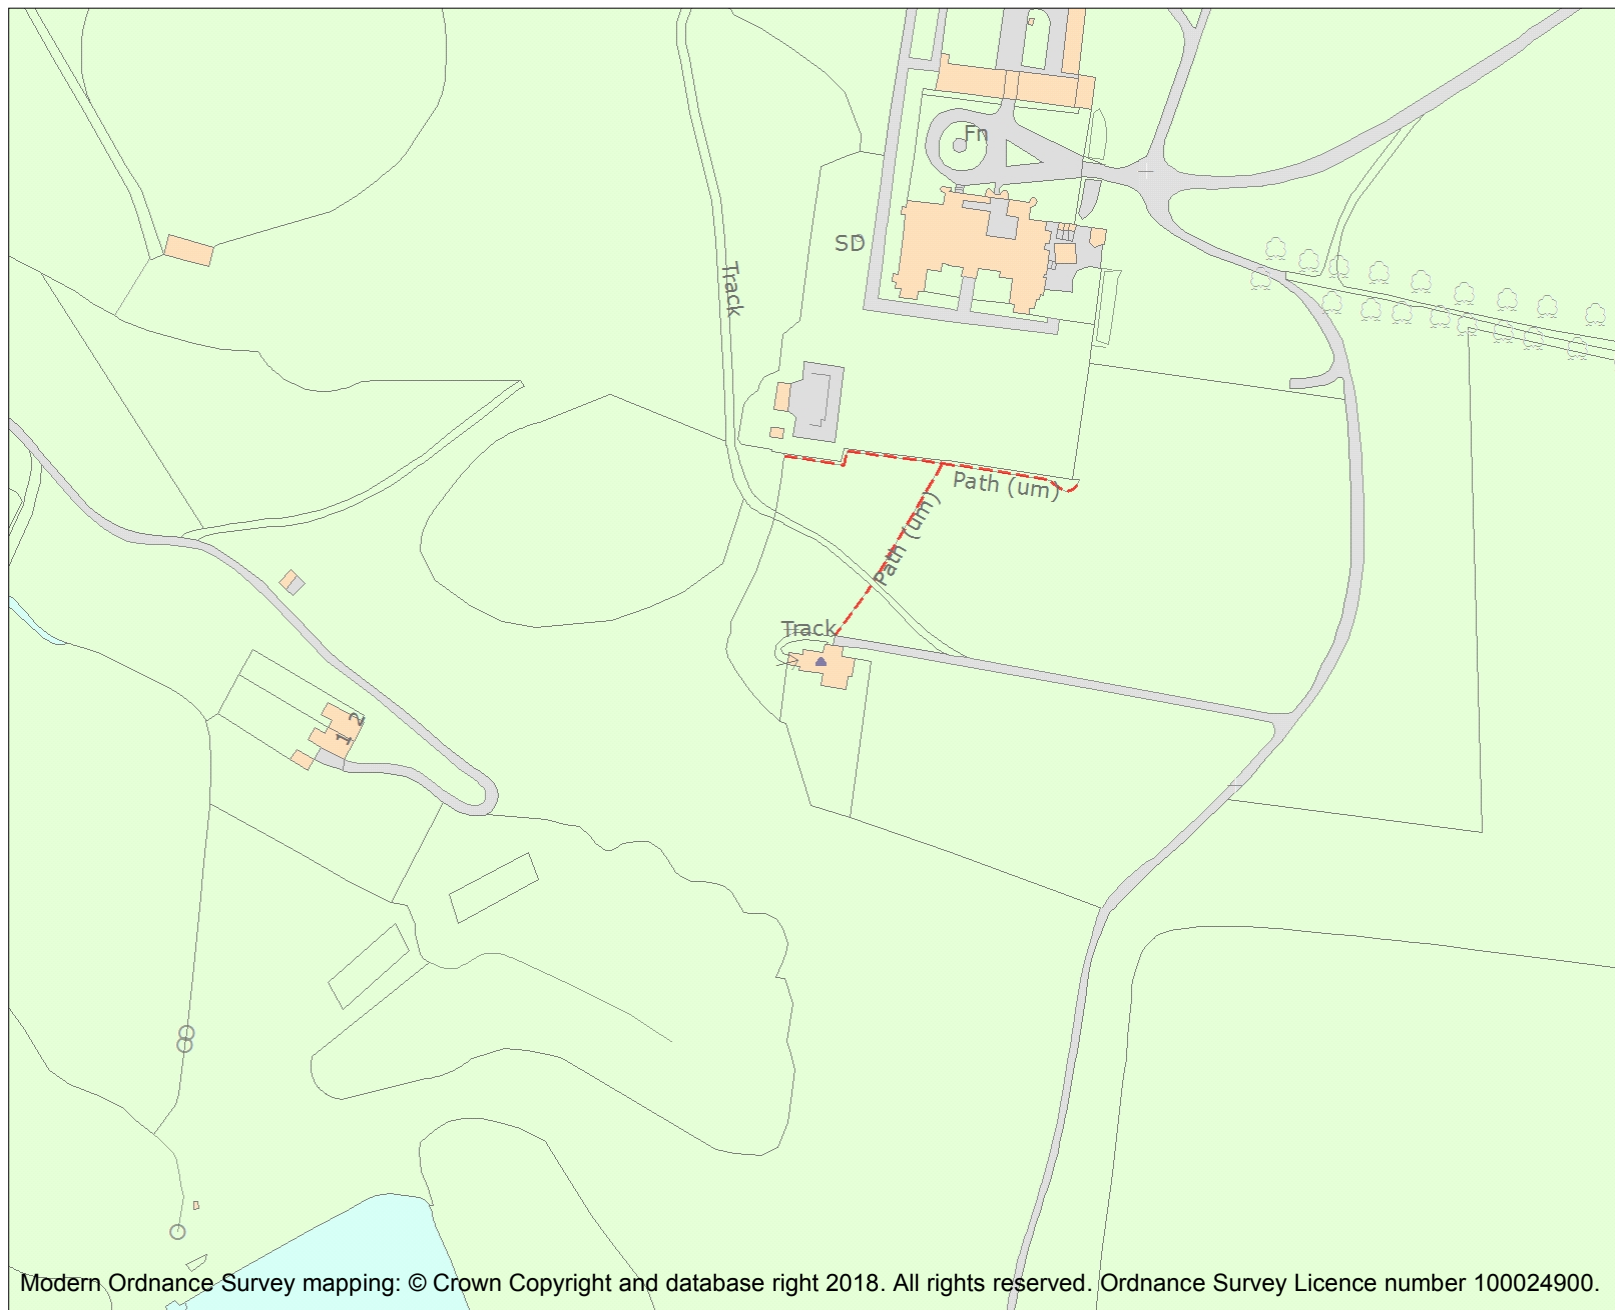 Fn
SD
Track
Path (um)
Path (um)
Track
2
1
Modern Ordnance Survey mapping: © Crown Copyright and database right 2018. All rights reserved. Ordnance Survey Licence number 100024900.